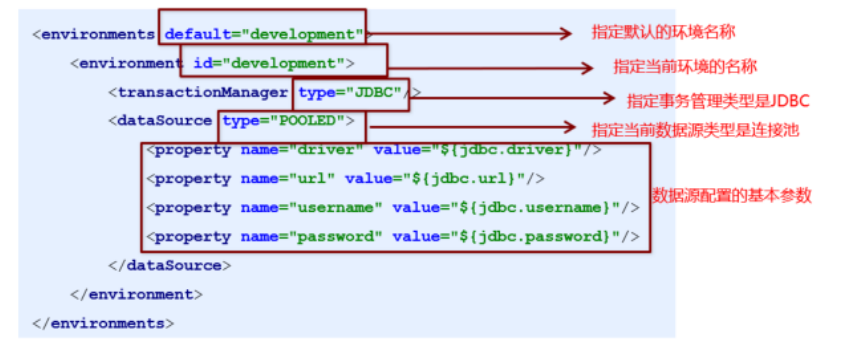 <environments default="development"> 指定默认的环境名称
<environment id="development"> 指定当前环境的名称
<transactionManager type="JDBC"/> 指定事务管理类型是JDBC
<dataSource type="POOLED"> 指定当前数据源类型是连接池
<property name="driver" value="${jdbc.driver}"/>
<property name="url" value="${jdbc.url}"/>
<property name="username" value="${jdbc.username}"/> 数据源配置的基本参数
<property name="password" value="${jdbc.password}"/>
</dataSource>
</environment>
</environments>